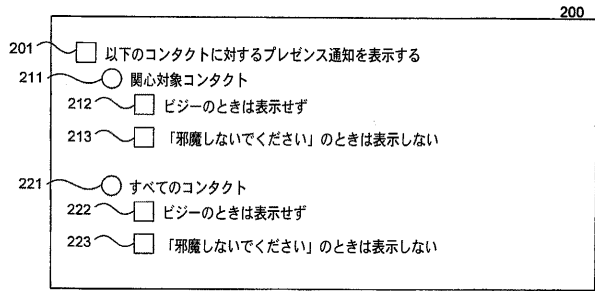 200
201 以下のコンタクトに対するプレゼンス通知を表示する
211 関心対象コンタクト
212 ビジーのときは表示せず
213 「邪魔しないでください」のときは表示しない
221 すべてのコンタクト
222 ビジーのときは表示せず
223 「邪魔しないでください」のときは表示しない